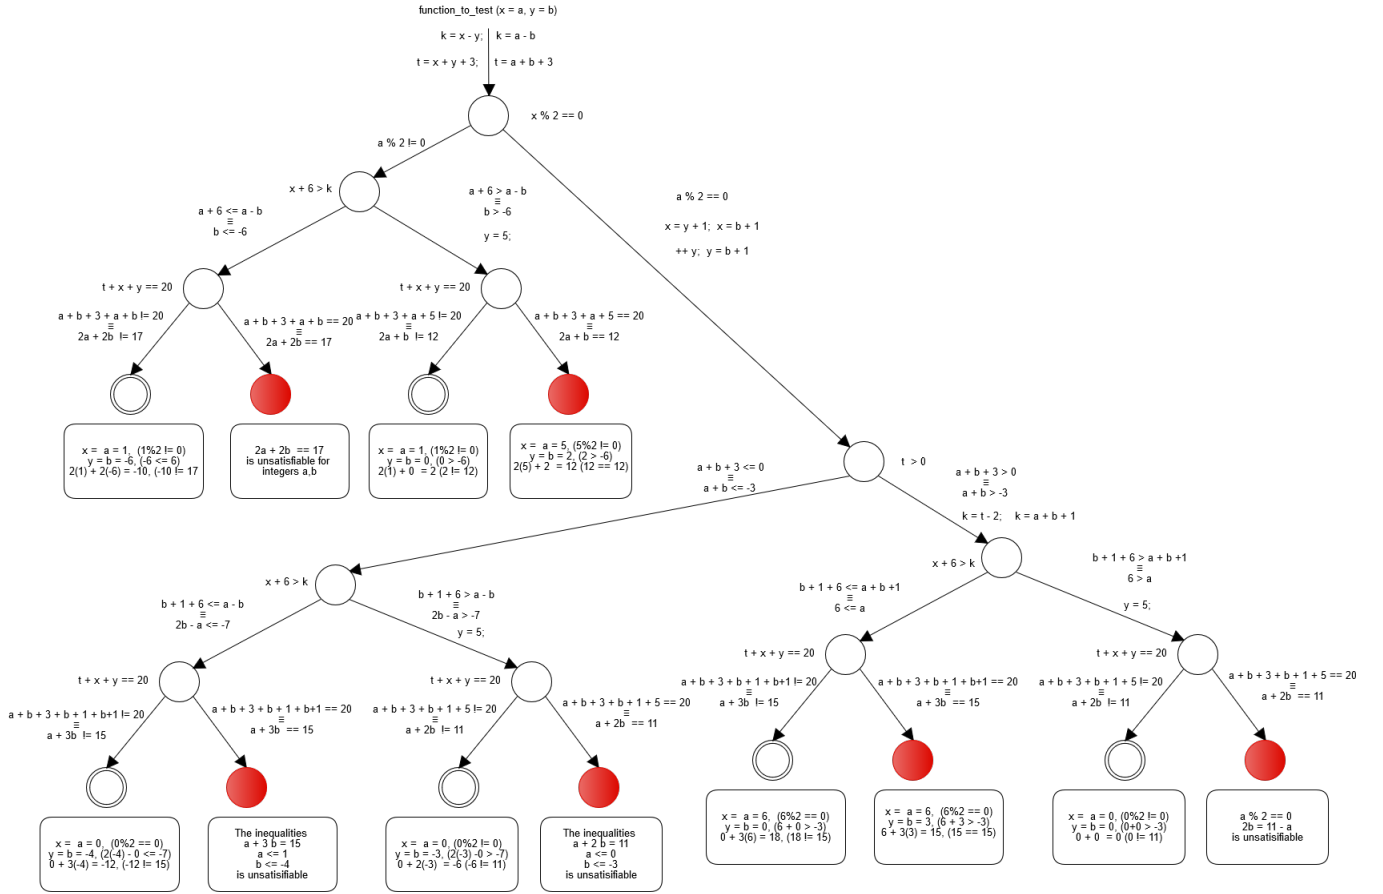 function_to_test (x = a, y = b)
k = x - y;
k = a - b
t = x + y + 3;
t = a + b + 3
x % 2 == 0
a % 2 != 0
x + 6 > k
a + 6 <= a - b
≡
b <= -6
a + 6 > a - b
≡
b > -6
y = 5;
a % 2 == 0
x = y + 1;  x = b + 1
++ y;  y = b + 1
t + x + y == 20
a + b + 3 + a + b != 20
≡
2a + 2b  != 17
a + b + 3 + a + b == 20
≡
2a + 2b == 17
t + x + y == 20
a + b + 3 + a + 5 != 20
≡
2a + b  != 12
a + b + 3 + a + 5 == 20
≡
2a + b == 12
x =  a = 1,  (1%2 != 0)
y = b = -6, (-6 <= 6)
2(1) + 2(-6) = -10, (-10 != 17
2a + 2b  == 17
is unsatisfiable for
integers a,b
x =  a = 1, (1%2 != 0)
y = b = 0, (0 > -6)
2(1) + 0  = 2 (2 != 12)
x =  a = 5, (5%2 != 0)
y = b = 2, (2 > -6)
2(5) + 2  = 12 (12 == 12)
t  > 0
a + b + 3 <= 0
≡
a + b <= -3
a + b + 3 > 0
≡
a + b > -3
k = t - 2;    k = a + b + 1
x + 6 > k
b + 1 + 6 <= a - b
≡
2b - a <= -7
b + 1 + 6 > a - b
≡
2b - a > -7
y = 5;
x + 6 > k
b + 1 + 6 <= a + b +1
≡
6 <= a
b + 1 + 6 > a + b +1
≡
6 > a
y = 5;
t + x + y == 20
a + b + 3 + b + 1 + b+1 != 20
≡
a + 3b  != 15
a + b + 3 + b + 1 + b+1 == 20
≡
a + 3b  == 15
t + x + y == 20
a + b + 3 + b + 1 + 5 != 20
≡
a + 2b  != 11
a + b + 3 + b + 1 + 5 == 20
≡
a + 2b  == 11
t + x + y == 20
a + b + 3 + b + 1 + b+1 != 20
≡
a + 3b  != 15
a + b + 3 + b + 1 + b+1 == 20
≡
a + 3b  == 15
t + x + y == 20
a + b + 3 + b + 1 + 5 != 20
≡
a + 2b  != 11
a + b + 3 + b + 1 + 5 == 20
≡
a + 2b  == 11
x =  a = 0,  (0%2 == 0)
y = b = -4, (2(-4) - 0 <= -7)
0 + 3(-4) = -12, (-12 != 15)
The inequalities
a + 3 b = 15
a <= 1
b <= -4
is unsatisifiable
x =  a = 0, (0%2 != 0)
y = b = -3, (2(-3) -0 > -7)
0 + 2(-3)  = -6 (-6 != 11)
The inequalities
a + 2 b = 11
a <= 0
b <= -3
is unsatisifiable
x =  a = 6,  (6%2 == 0)
y = b = 0, (6 + 0 > -3)
0 + 3(6) = 18, (18 != 15)
x =  a = 6,  (6%2 == 0)
y = b = 3, (6 + 3 > -3)
6 + 3(3) = 15, (15 == 15)
x =  a = 0, (0%2 != 0)
y = b = 0, (0+0 > -3)
0 + 0  = 0 (0 != 11)
a % 2 == 0
2b = 11 - a
is unsatisifiable